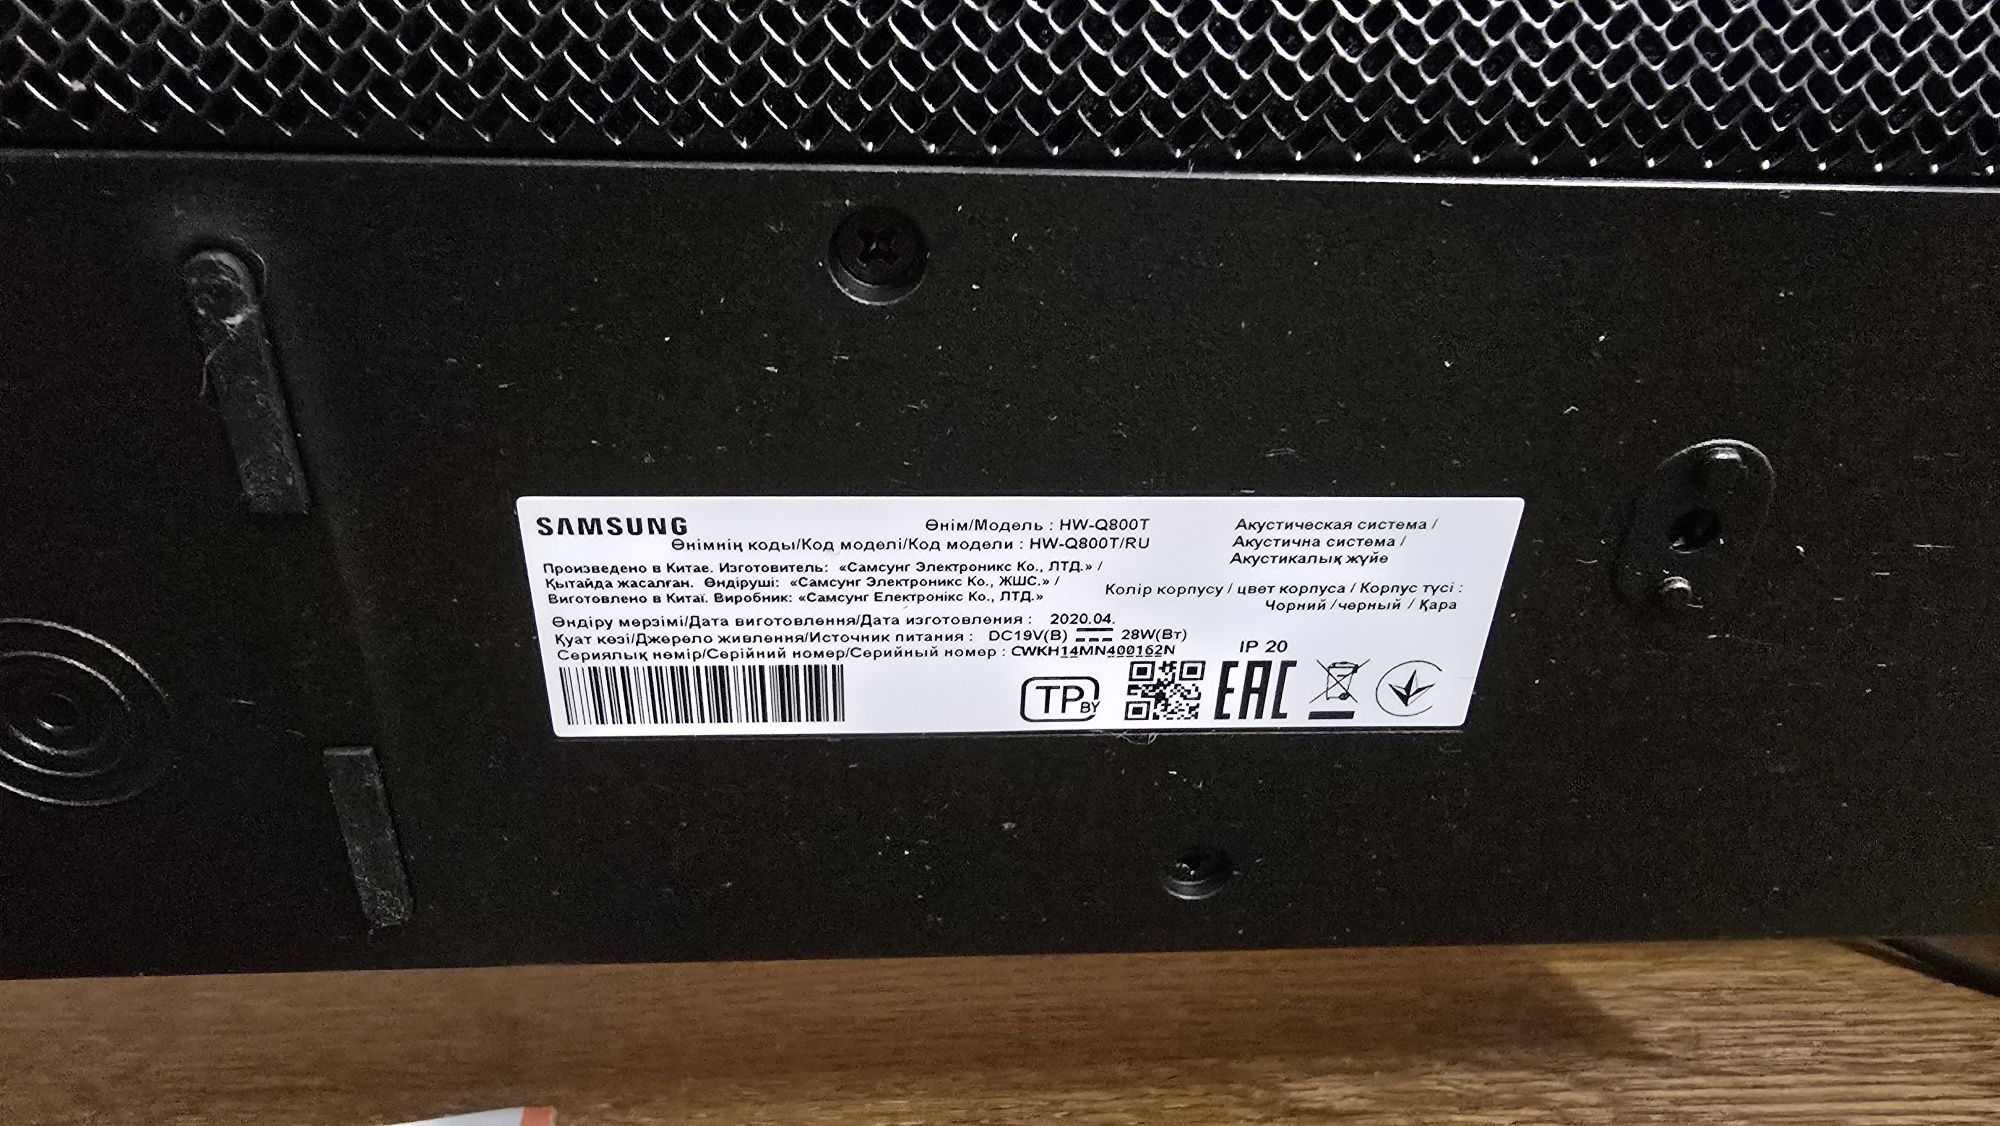 SAMSUNG
Өнім/Модель : HW-Q800T
Өнімнің коды/Код моделі/Код модели : HW-Q800T/RU
Произведено в Китае. Изготовитель: «Самсунг Электроникс Ко., ЛТД.» /
Қытайда жасалған. Өндіруші: «Самсунг Электроникс Ко., ЖШС.» /
Виготовлено в Китаї. Виробник: «Самсунг Електронікс Ко., ЛТД.»
Өндіру мерзімі/Дата виготовлення/Дата изготовления : 2020.04.
Қуат көзі/Джерело живлення/Источник питания : DC19V(В) 28W(Вт)
Сериялық нөмір/Серійний номер/Серийный номер : CWKH14MN400162N
Акустическая система /
Акустична система /
Акустикалық жүйе
Колір корпусу / цвет корпуса / Корпус түсі :
Чорний /черный / Қара
IP 20
TP BY
EAC